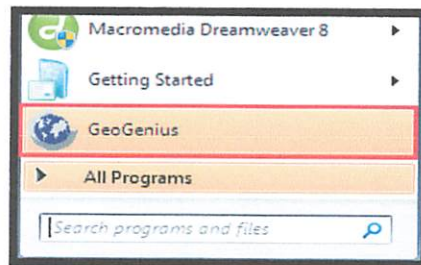 Macromedia Dreamweaver 8
Getting Started
GeoGenius
All Programs
Search programs and files